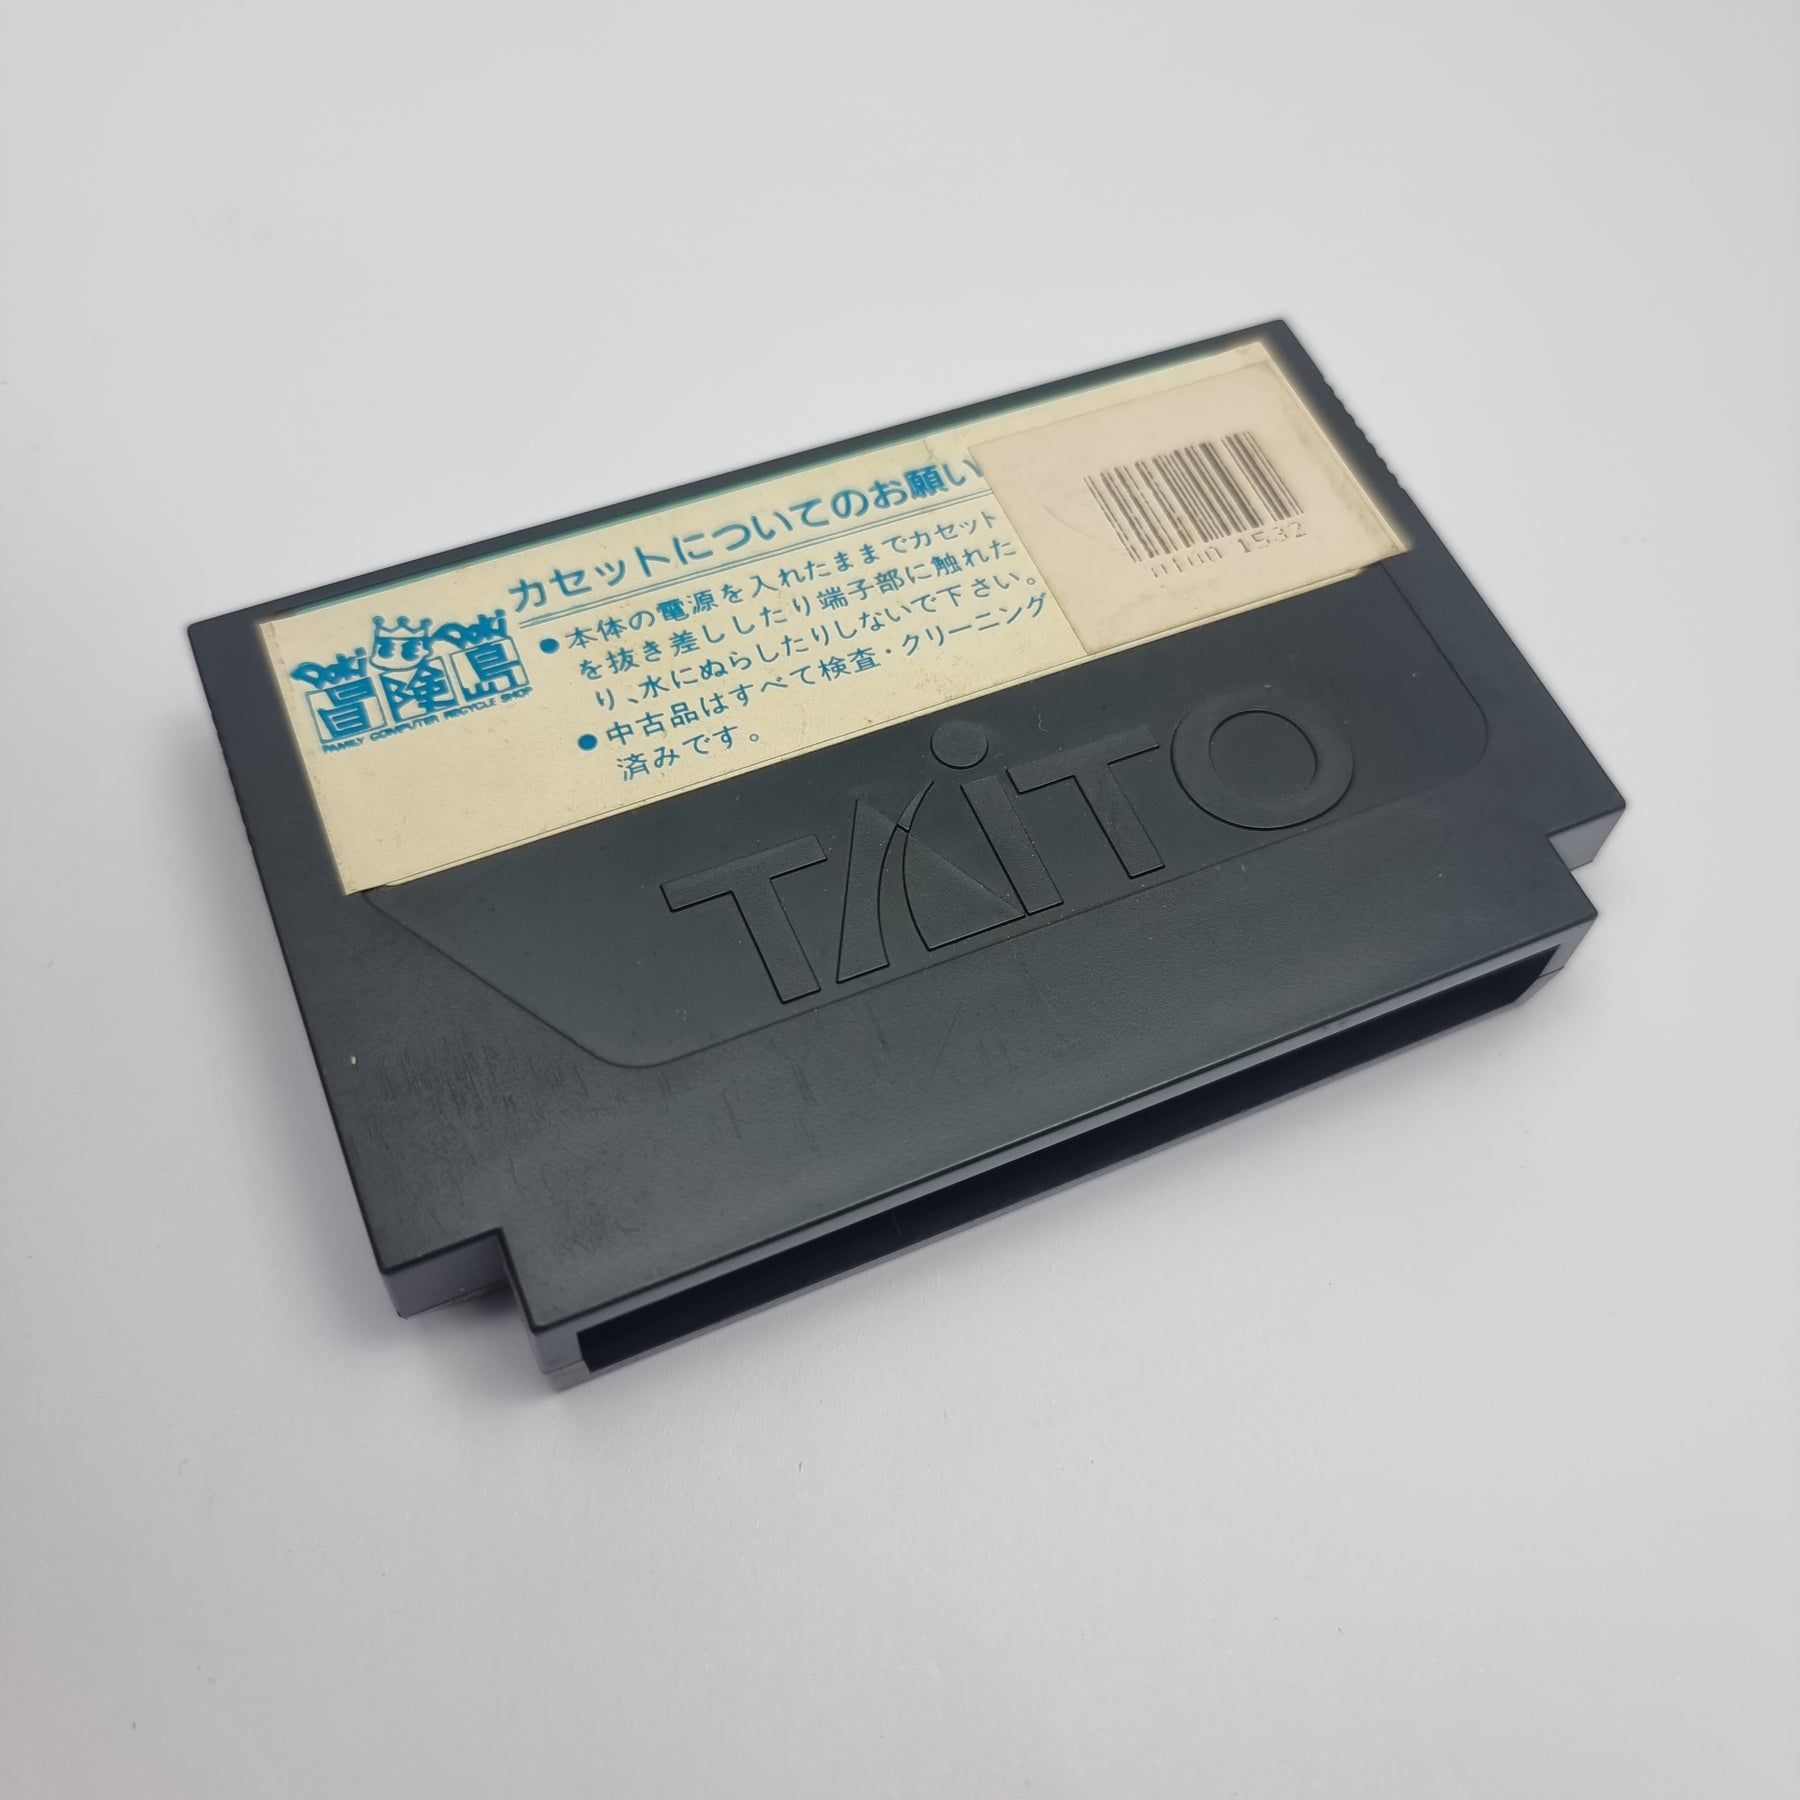 カセットについてのお願い
●本体の電源を入れたままでカセット
を抜き差ししたり端子部に触れた
り、水にぬらしたりしないで下さい。
●中古品はすべて検査・クリーニング
済みです。
Doki Doki
冒険島
FAMILY COMPUTER RECYCLE SHOP
0100 1532
TAITO